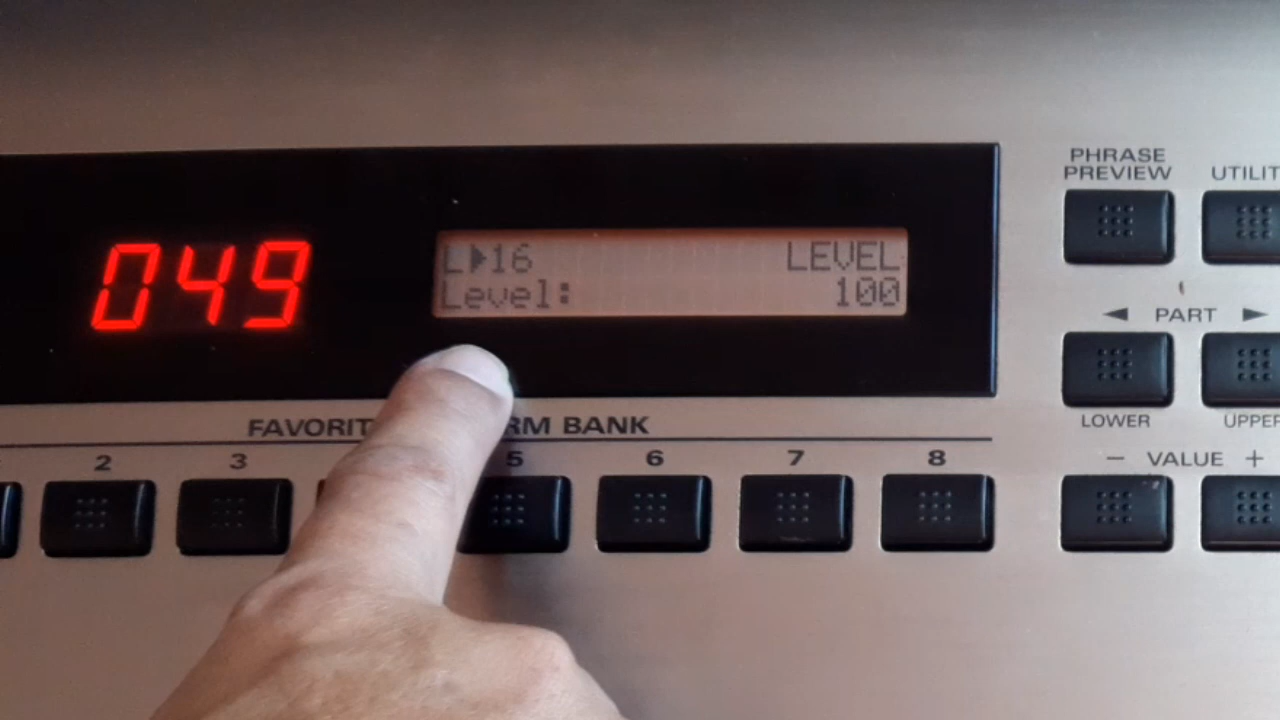 PHRASE
PREVIEW
UTILIT
049
L▶16 LEVEL
Level: 100
◀ PART ▶
LOWER UPPER
FAVORIT RM BANK
2 3 5 6 7 8
− VALUE +